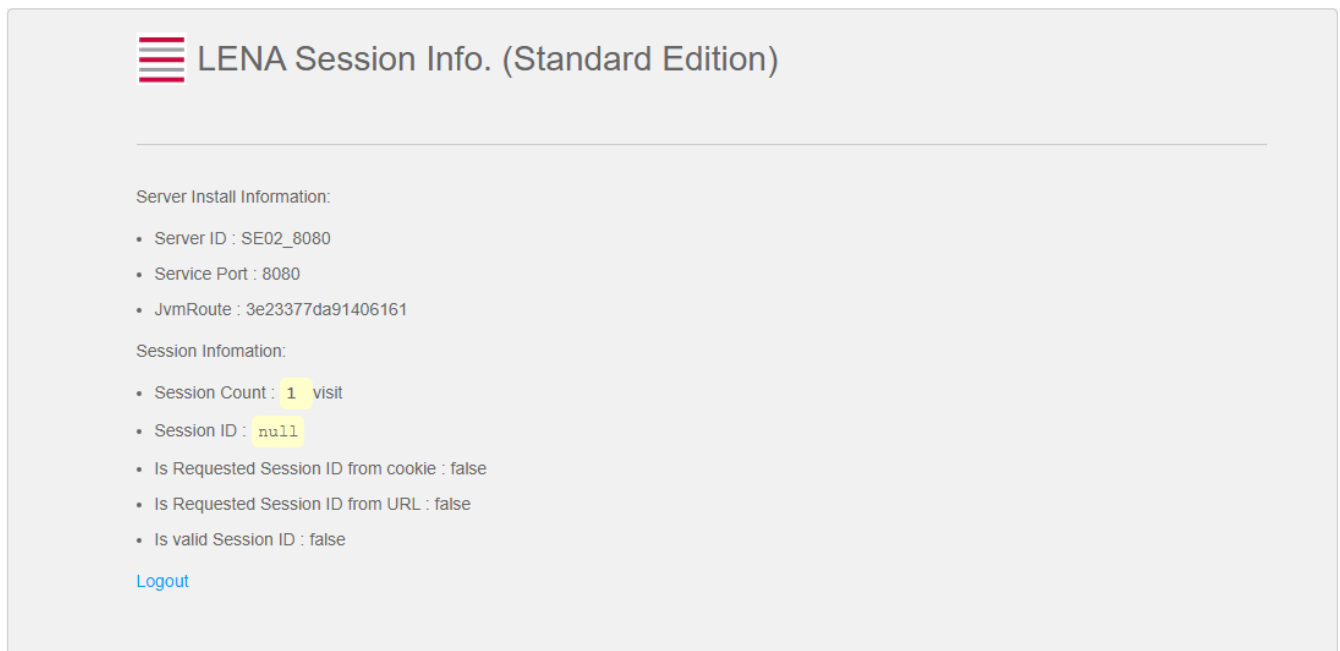 LENA Session Info. (Standard Edition)
Server Install Information:
• Server ID : SE02_8080
• Service Port : 8080
• JvmRoute : 3e23377da91406161
Session Infomation:
• Session Count : 1 visit
• Session ID : null
• Is Requested Session ID from cookie : false
• Is Requested Session ID from URL : false
• Is valid Session ID : false
Logout